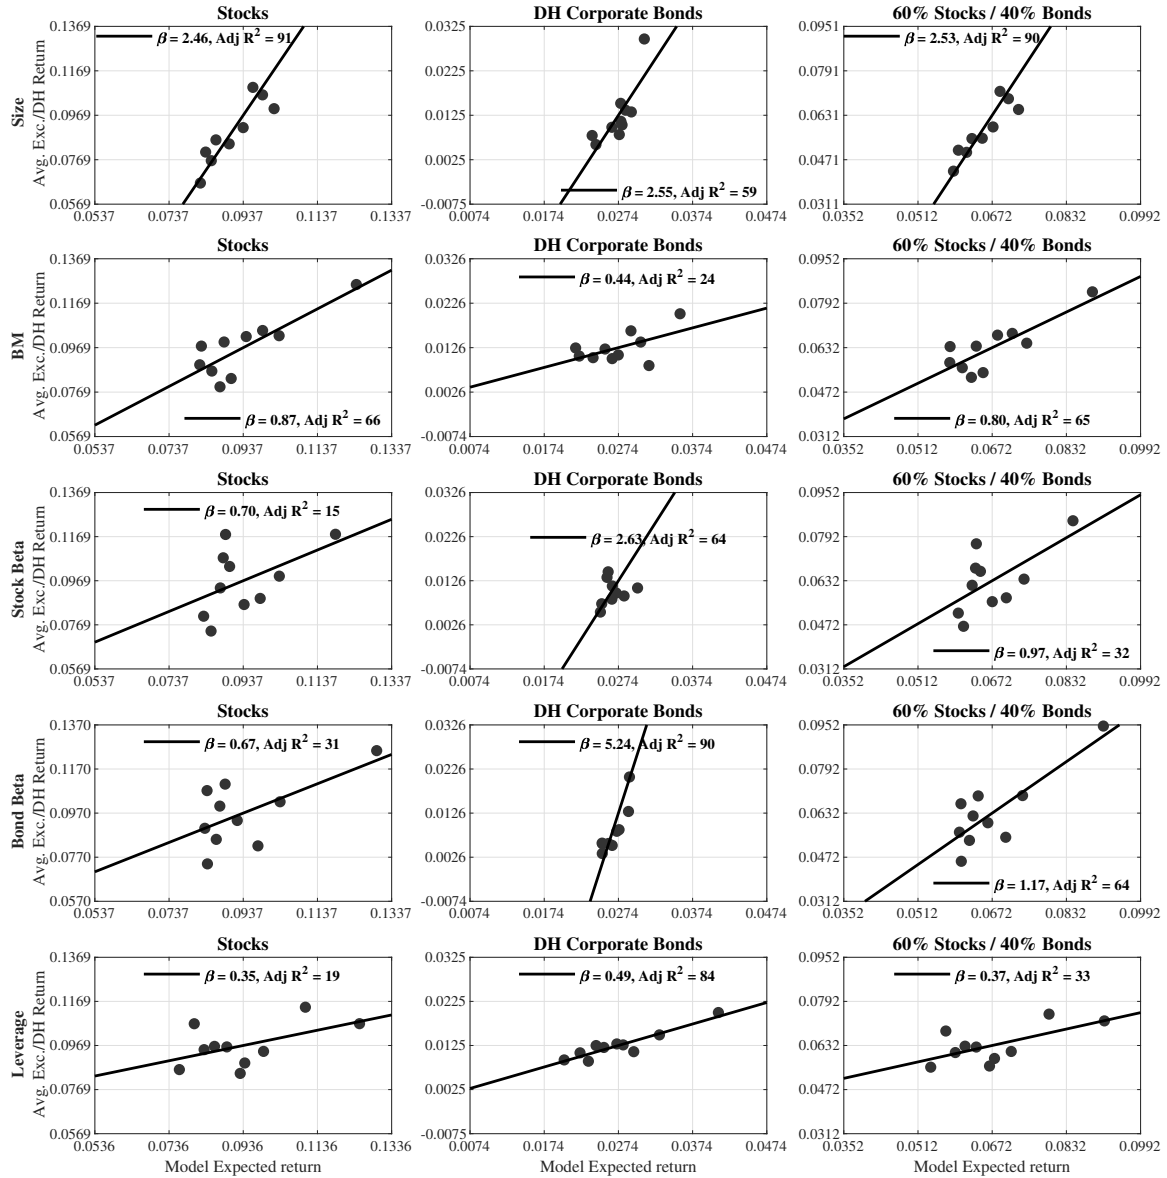 Stocks
DH Corporate Bonds
60% Stocks / 40% Bonds
Size
Avg. Exc./DH Return
0.1369
0.1169
0.0969
0.0769
0.0569
β = 2.46, Adj R² = 91
0.0537 0.0737 0.0937 0.1137 0.1337
0.0325
0.0225
0.0125
0.0025
-0.0075
β = 2.55, Adj R² = 59
0.0074 0.0174 0.0274 0.0374 0.0474
0.0951
0.0791
0.0631
0.0471
0.0311
β = 2.53, Adj R² = 90
0.0352 0.0512 0.0672 0.0832 0.0992
Stocks
DH Corporate Bonds
60% Stocks / 40% Bonds
BM
Avg. Exc./DH Return
0.1369
0.1169
0.0969
0.0769
0.0569
β = 0.87, Adj R² = 66
0.0537 0.0737 0.0937 0.1137 0.1337
0.0326
0.0226
0.0126
0.0026
-0.0074
β = 0.44, Adj R² = 24
0.0074 0.0174 0.0274 0.0374 0.0474
0.0952
0.0792
0.0632
0.0472
0.0312
β = 0.80, Adj R² = 65
0.0352 0.0512 0.0672 0.0832 0.0992
Stocks
DH Corporate Bonds
60% Stocks / 40% Bonds
Stock Beta
Avg. Exc./DH Return
0.1369
0.1169
0.0969
0.0769
0.0569
β = 0.70, Adj R² = 15
0.0537 0.0737 0.0937 0.1137 0.1337
0.0326
0.0226
0.0126
0.0026
-0.0074
β = 2.63, Adj R² = 64
0.0074 0.0174 0.0274 0.0374 0.0474
0.0952
0.0792
0.0632
0.0472
0.0312
β = 0.97, Adj R² = 32
0.0352 0.0512 0.0672 0.0832 0.0992
Stocks
DH Corporate Bonds
60% Stocks / 40% Bonds
Bond Beta
Avg. Exc./DH Return
0.1370
0.1170
0.0970
0.0770
0.0570
β = 0.67, Adj R² = 31
0.0537 0.0737 0.0937 0.1137 0.1337
0.0326
0.0226
0.0126
0.0026
-0.0074
β = 5.24, Adj R² = 90
0.0074 0.0174 0.0274 0.0374 0.0474
0.0952
0.0792
0.0632
0.0472
0.0312
β = 1.17, Adj R² = 64
0.0352 0.0512 0.0672 0.0832 0.0992
Stocks
DH Corporate Bonds
60% Stocks / 40% Bonds
Leverage
Avg. Exc./DH Return
0.1369
0.1169
0.0969
0.0769
0.0569
β = 0.35, Adj R² = 19
0.0536 0.0736 0.0936 0.1136 0.1336
Model Expected return
0.0325
0.0225
0.0125
0.0025
-0.0075
β = 0.49, Adj R² = 84
0.0074 0.0174 0.0274 0.0374 0.0474
Model Expected return
0.0952
0.0792
0.0632
0.0472
0.0312
β = 0.37, Adj R² = 33
0.0352 0.0512 0.0672 0.0832 0.0992
Model Expected return